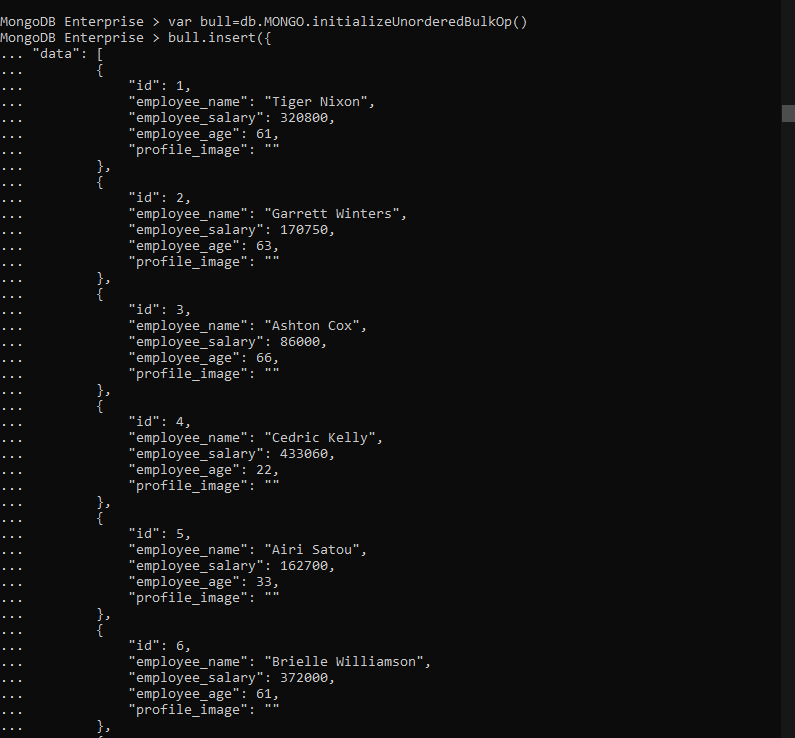 MongoDB Enterprise > var bull=db.MONGO.initializeUnorderedBulkOp()
MongoDB Enterprise > bull.insert({
... "data": [
...         {
...             "id": 1,
...             "employee_name": "Tiger Nixon",
...             "employee_salary": 320800,
...             "employee_age": 61,
...             "profile_image": ""
...         },
...         {
...             "id": 2,
...             "employee_name": "Garrett Winters",
...             "employee_salary": 170750,
...             "employee_age": 63,
...             "profile_image": ""
...         },
...         {
...             "id": 3,
...             "employee_name": "Ashton Cox",
...             "employee_salary": 86000,
...             "employee_age": 66,
...             "profile_image": ""
...         },
...         {
...             "id": 4,
...             "employee_name": "Cedric Kelly",
...             "employee_salary": 433060,
...             "employee_age": 22,
...             "profile_image": ""
...         },
...         {
...             "id": 5,
...             "employee_name": "Airi Satou",
...             "employee_salary": 162700,
...             "employee_age": 33,
...             "profile_image": ""
...         },
...         {
...             "id": 6,
...             "employee_name": "Brielle Williamson",
...             "employee_salary": 372000,
...             "employee_age": 61,
...             "profile_image": ""
...         },